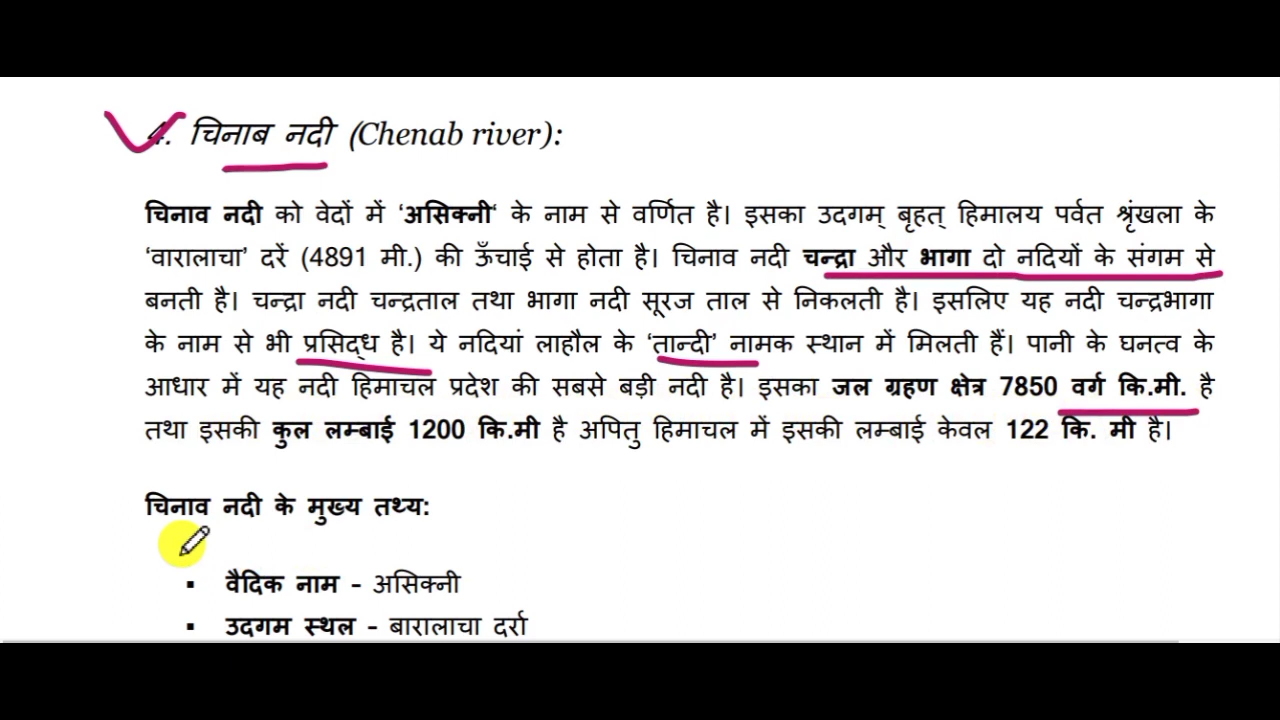 4. चिनाब नदी (Chenab river):
चिनाव नदी को वेदों में ‘असिक्नी‘ के नाम से वर्णित है। इसका उदगम् बृहत् हिमालय पर्वत श्रृंखला के
‘वारालाचा’ दरें (4891 मी.) की ऊँचाई से होता है। चिनाव नदी चन्द्रा और भागा दो नदियों के संगम से
बनती है। चन्द्रा नदी चन्द्रताल तथा भागा नदी सूरज ताल से निकलती है। इसलिए यह नदी चन्द्रभागा
के नाम से भी प्रसिद्ध है। ये नदियां लाहौल के ‘तान्दी’ नामक स्थान में मिलती हैं। पानी के घनत्व के
आधार में यह नदी हिमाचल प्रदेश की सबसे बड़ी नदी है। इसका जल ग्रहण क्षेत्र 7850 वर्ग कि.मी. है
तथा इसकी कुल लम्बाई 1200 कि.मी है अपितु हिमाचल में इसकी लम्बाई केवल 122 कि. मी है।
चिनाव नदी के मुख्य तथ्य:
▪ वैदिक नाम – असिक्नी
▪ उदगम स्थल – बारालाचा दर्रा